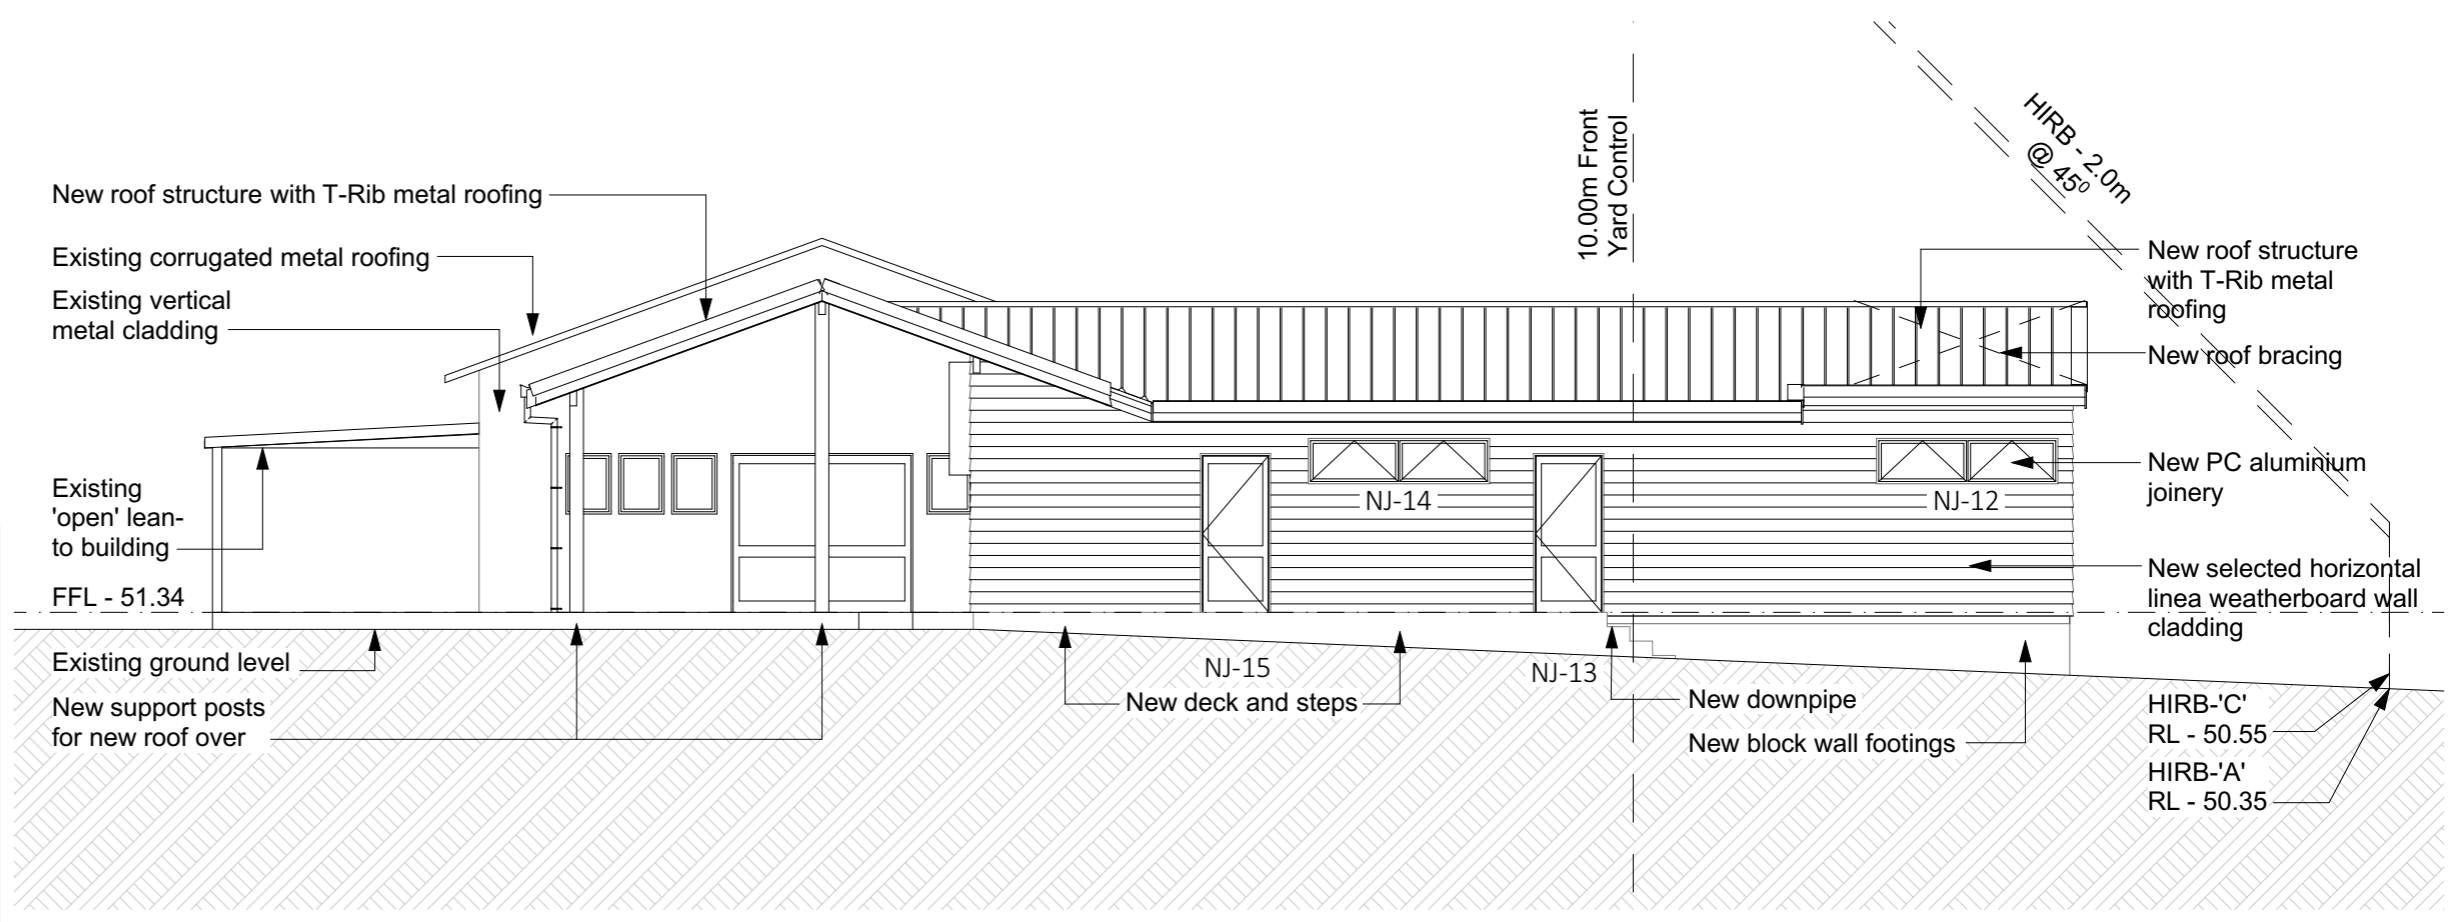 New roof structure with T-Rib metal roofing
Existing corrugated metal roofing
Existing vertical
metal cladding
Existing
'open' lean-
to building
FFL - 51.34
Existing ground level
New support posts
for new roof over
10.00m Front
Yard Control
HIRB - 2.0m
@ 45⁰
New roof structure
with T-Rib metal
roofing
New roof bracing
New PC aluminium
joinery
New selected horizontal
linea weatherboard wall
cladding
NJ-14
NJ-12
NJ-15
NJ-13
New deck and steps
New downpipe
New block wall footings
HIRB-'C'
RL - 50.55
HIRB-'A'
RL - 50.35